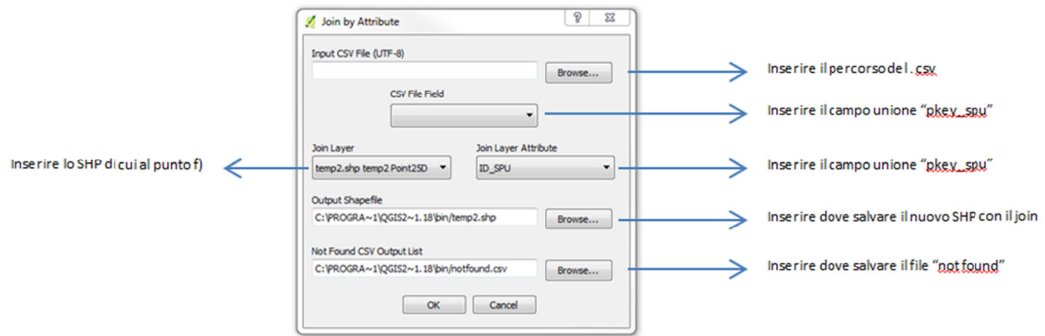 Join by Attribute
Input CSV File (UTF-8)
Browse...
Inserire il percorso del .csv
CSV File Field
Inserire il campo unione “pkey_spu”
Join Layer
Join Layer Attribute
Inserire lo SHP di cui al punto f)
temp2.shp temp2 Point25D
ID_SPU
Inserire il campo unione “pkey_spu”
Output Shapefile
C:\PROGRA~1\QGIS2~1.18\bin/temp2.shp
Browse...
Inserire dove salvare il nuovo SHP con il join
Not Found CSV Output List
C:\PROGRA~1\QGIS2~1.18\bin/notfound.csv
Browse...
Inserire dove salvare il file “not found”
OK
Cancel